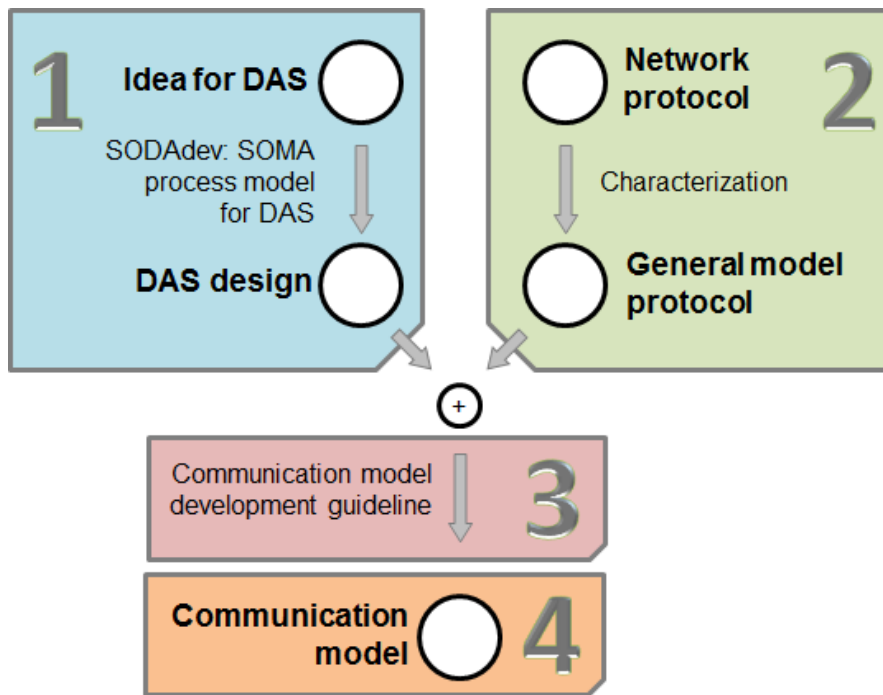 1
Idea for DAS
SODAdev: SOMA
process model
for DAS
DAS design
Network
protocol
2
Characterization
General model
protocol
+
Communication model
development guideline
3
Communication
model
4